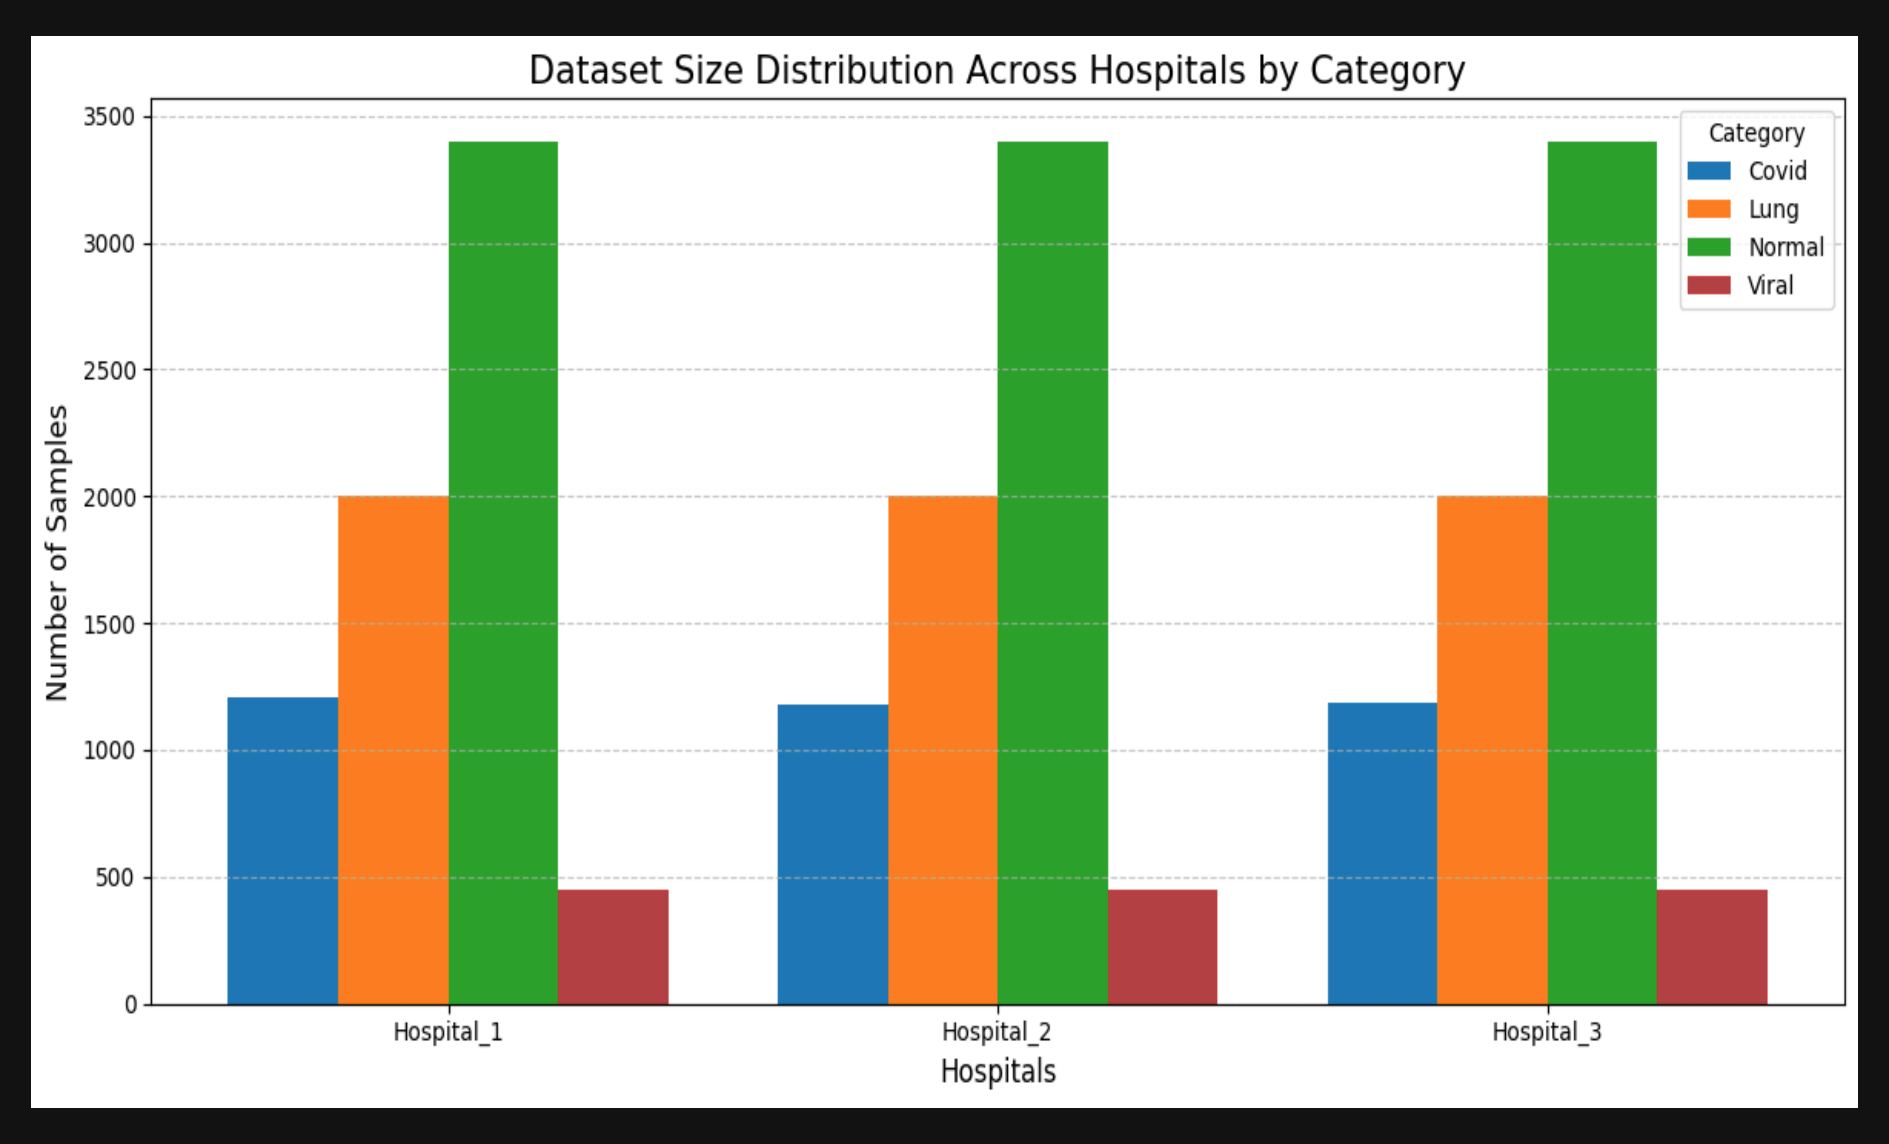 Dataset Size Distribution Across Hospitals by Category
3500
3000
2500
2000
1500
1000
500
0
Number of Samples
Category
Covid
Lung
Normal
Viral
Hospital_1
Hospital_2
Hospital_3
Hospitals